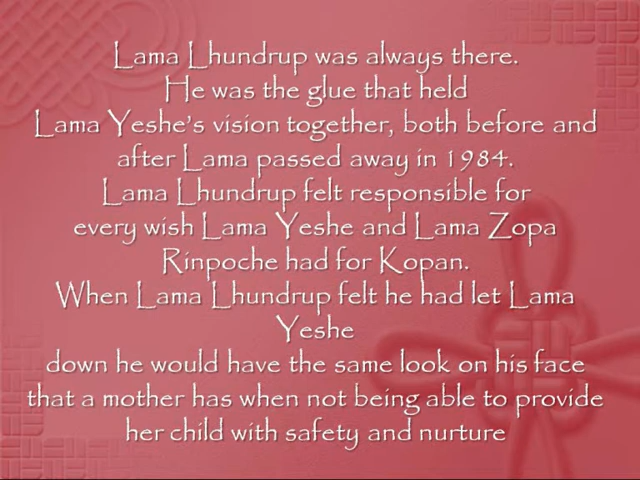 Lama Lhundrup was always there.
He was the glue that held
Lama Yeshe's vision together, both before and
after Lama passed away in 1984.
Lama Lhundrup felt responsible for
every wish Lama Yeshe and Lama Zopa
Rinpoche had for Kopan.
When Lama Lhundrup felt he had let Lama
Yeshe
down he would have the same look on his face
that a mother has when not being able to provide
her child with safety and nurture